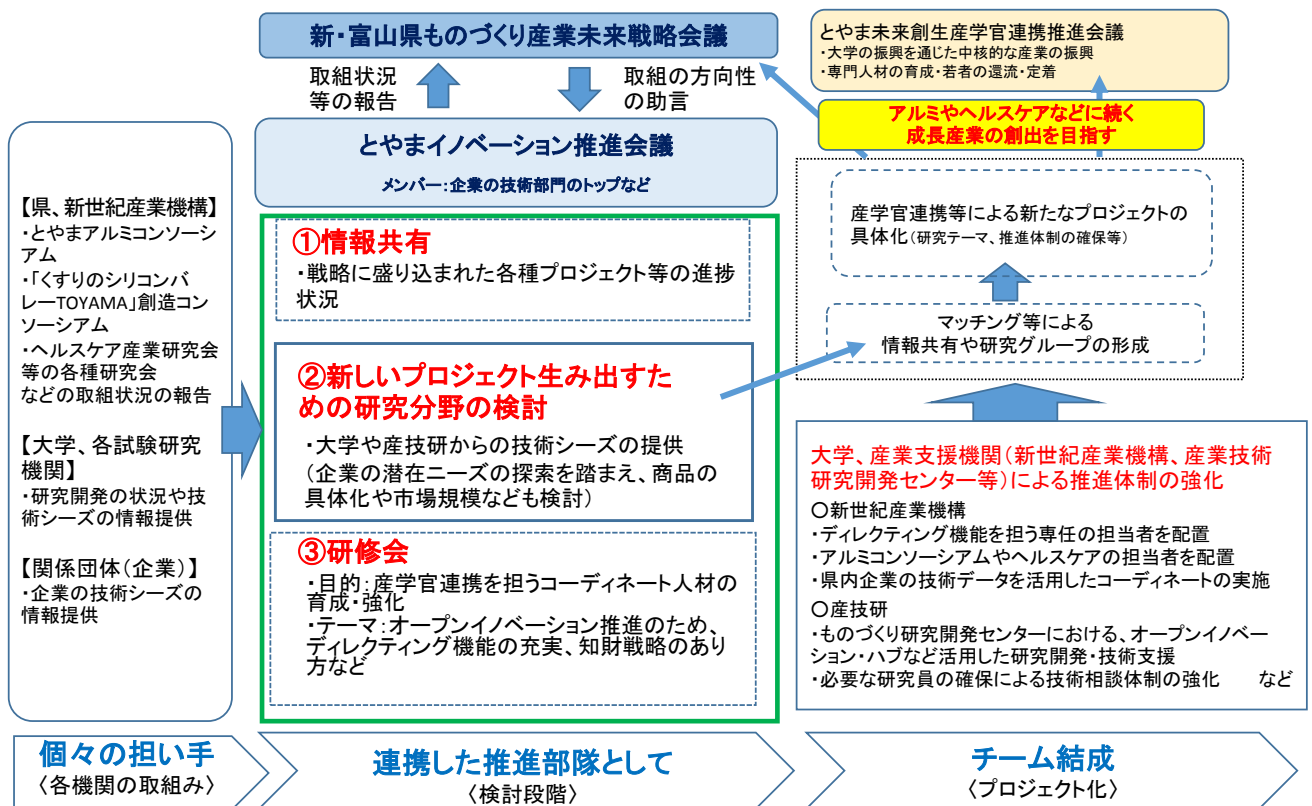 新・富山県ものづくり産業未来戦略会議
取組状況
等の報告
取組の方向性
の助言
とやまイノベーション推進会議
メンバー：企業の技術部門のトップなど
とやま未来創生産学官連携推進会議
・大学の振興を通じた中核的な産業の振興
・専門人材の育成・若者の還流・定着
アルミやヘルスケアなどに続く
成長産業の創出を目指す
【県、新世紀産業機構】
・とやまアルミコンソーシ
アム
・「くすりのシリコンバ
レーTOYAMA」創造コン
ソーシアム
・ヘルスケア産業研究会
等の各種研究会
などの取組状況の報告
【大学、各試験研究
機関】
・研究開発の状況や技
術シーズの情報提供
【関係団体（企業）】
・企業の技術シーズの
情報提供
①情報共有
・戦略に盛り込まれた各種プロジェクト等の進捗
状況
②新しいプロジェクト生み出すた
めの研究分野の検討
・大学や産技研からの技術シーズの提供
（企業の潜在ニーズの探索を踏まえ、商品の
具体化や市場規模なども検討）
③研修会
・目的：産学官連携を担うコーディネート人材の
育成・強化
・テーマ：オープンイノベーション推進のため、
ディレクティング機能の充実、知財戦略のあり
方など
産学官連携等による新たなプロジェクトの
具体化（研究テーマ、推進体制の確保等）
マッチング等による
情報共有や研究グループの形成
大学、産業支援機関（新世紀産業機構、産業技術
研究開発センター等）による推進体制の強化
○新世紀産業機構
・ディレクティング機能を担う専任の担当者を配置
・アルミコンソーシアムやヘルスケアの担当者を配置
・県内企業の技術データを活用したコーディネートの実施
○産技研
・ものづくり研究開発センターにおける、オープンイノベー
ション・ハブなど活用した研究開発・技術支援
・必要な研究員の確保による技術相談体制の強化　　など
個々の担い手
〈各機関の取組み〉
連携した推進部隊として
〈検討段階〉
チーム結成
〈プロジェクト化〉